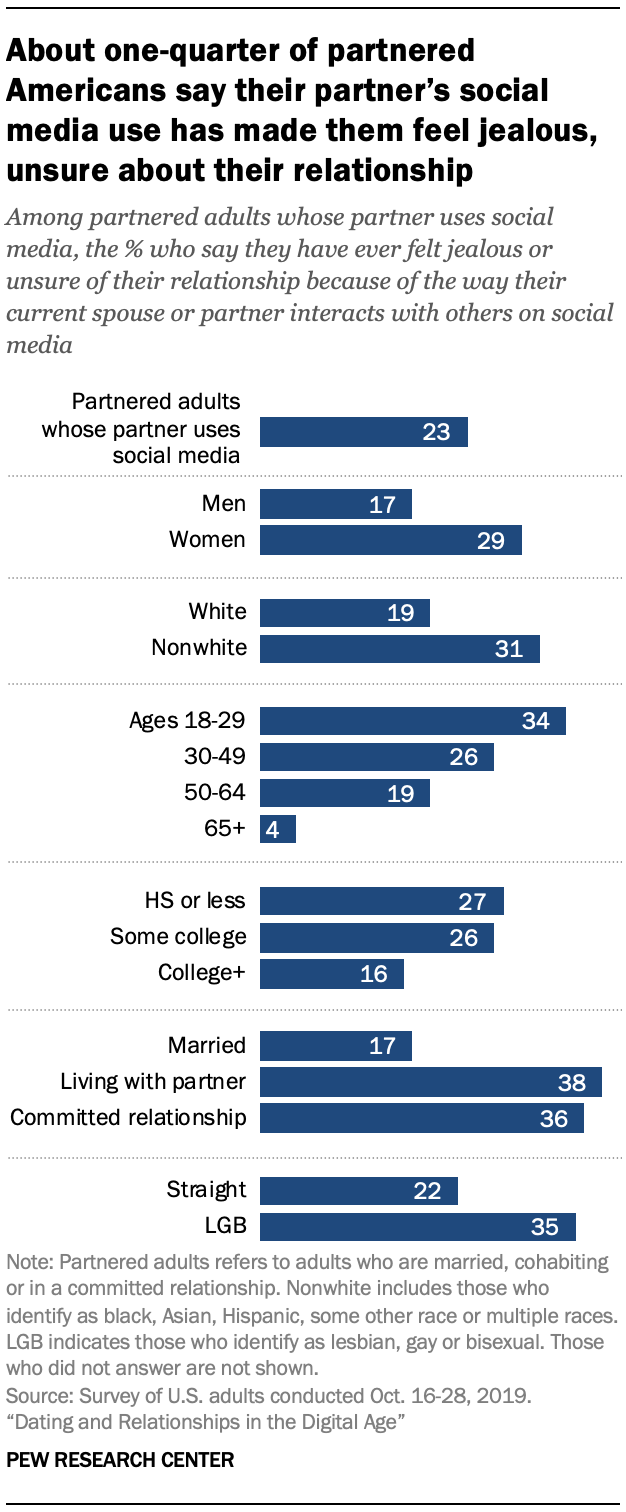 About one-quarter of partnered
Americans say their partner's social
media use has made them feel jealous,
unsure about their relationship
Among partnered adults whose partner uses social
media, the % who say they have ever felt jealous or
unsure of their relationship because of the way their
current spouse or partner interacts with others on social
media
Partnered adults
whose partner uses 23
social media
Men 17
Women 29
White 19
Nonwhite 31
Ages 18-29 34
30-49 26
50-64 19
65+ 4
HS or less 27
Some college 26
College+ 16
Married 17
Living with partner 38
Committed relationship 36
Straight 22
LGB 35
Note: Partnered adults refers to adults who are married, cohabiting
or in a committed relationship. Nonwhite includes those who
identify as black, Asian, Hispanic, some other race or multiple races.
LGB indicates those who identify as lesbian, gay or bisexual. Those
who did not answer are not shown.
Source: Survey of U.S. adults conducted Oct. 16-28, 2019.
“Dating and Relationships in the Digital Age”
PEW RESEARCH CENTER